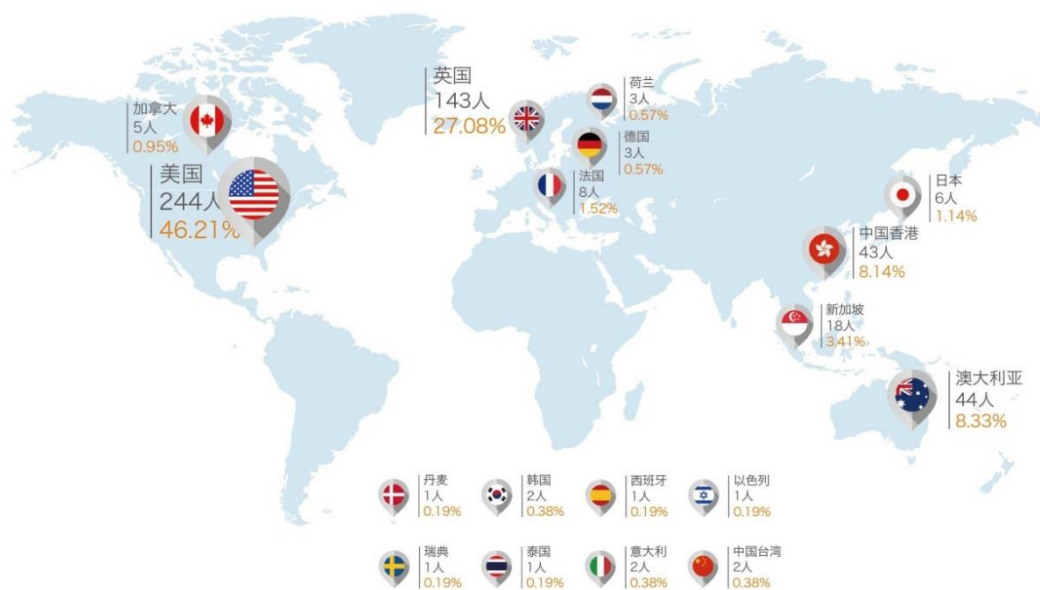 英国
143人
27.08%
荷兰
3人
0.57%
加拿大
5人
0.95%
德国
3人
0.57%
美国
244人
46.21%
法国
8人
1.52%
日本
6人
1.14%
中国香港
43人
8.14%
新加坡
18人
3.41%
澳大利亚
44人
8.33%
丹麦
1人
0.19%
韩国
2人
0.38%
西班牙
1人
0.19%
以色列
1人
0.19%
瑞典
1人
0.19%
泰国
1人
0.19%
意大利
2人
0.38%
中国台湾
2人
0.38%